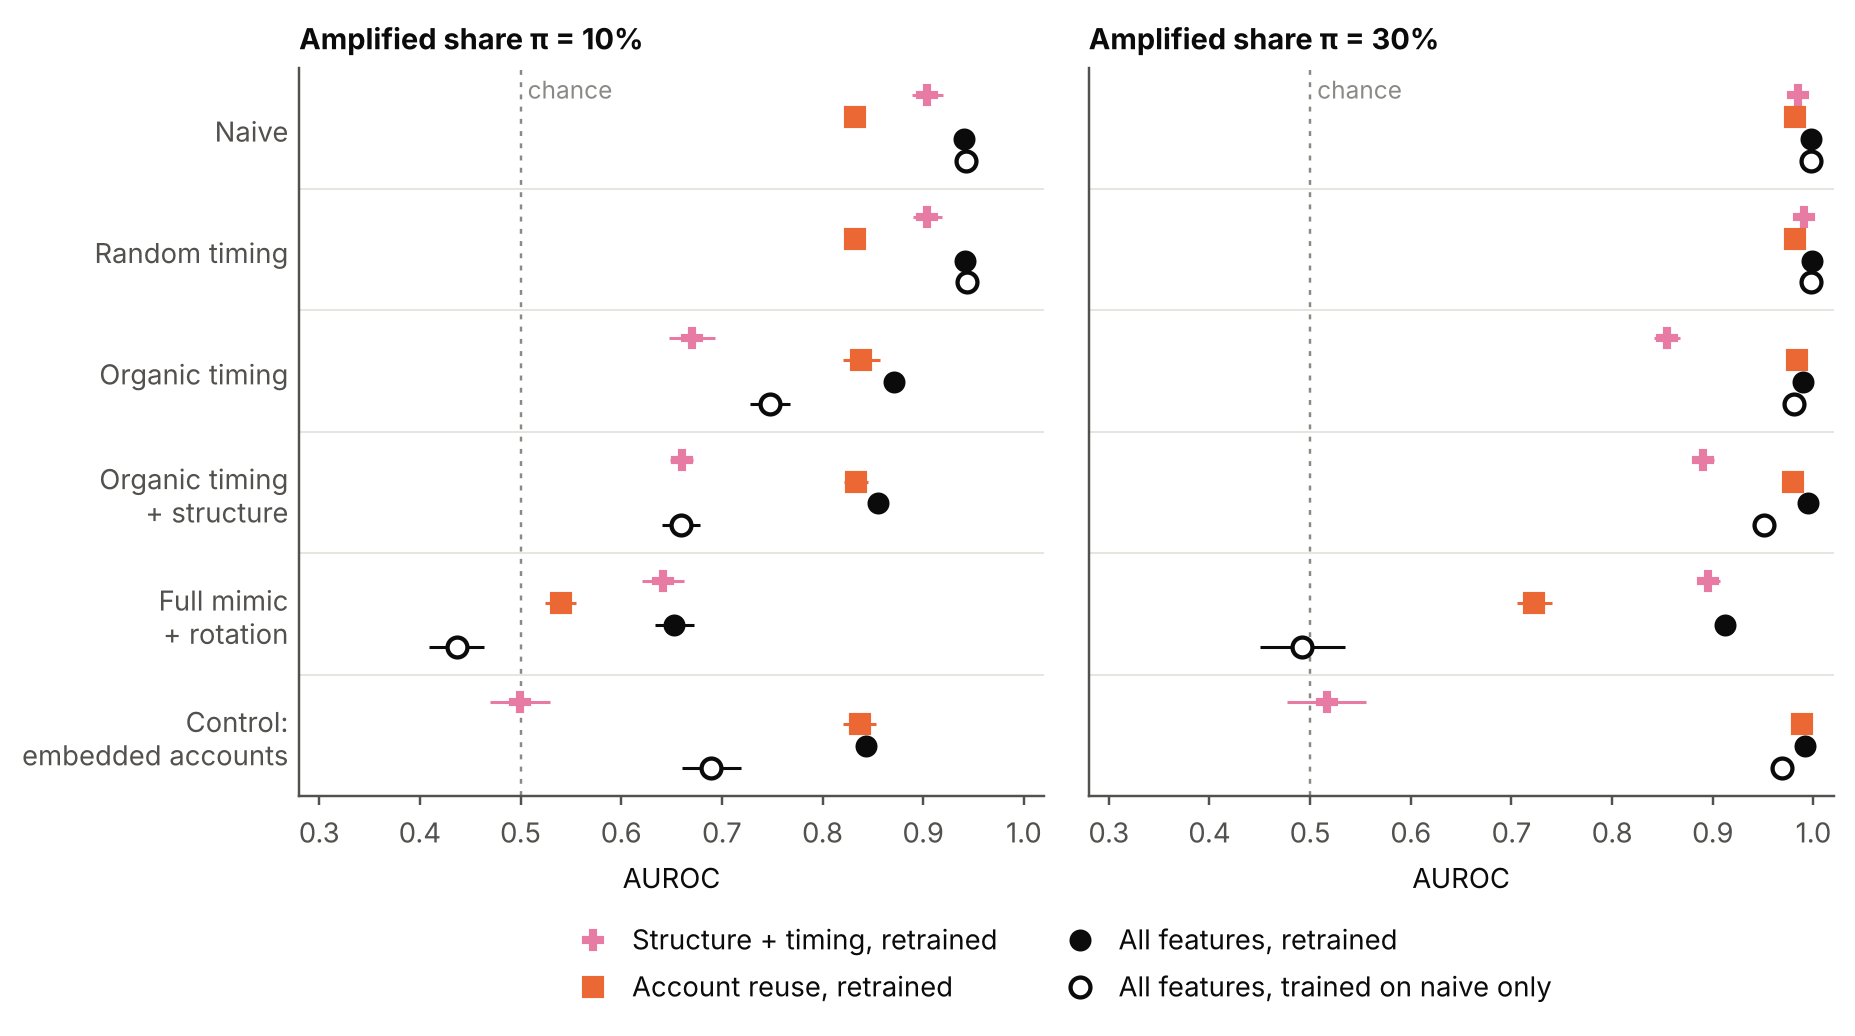 Amplified share π = 10%
Amplified share π = 30%
chance
chance
Naive
Random timing
Organic timing
Organic timing
+ structure
Full mimic
+ rotation
Control:
embedded accounts
0.3 0.4 0.5 0.6 0.7 0.8 0.9 1.0
0.3 0.4 0.5 0.6 0.7 0.8 0.9 1.0
AUROC
AUROC
Structure + timing, retrained
Account reuse, retrained
All features, retrained
All features, trained on naive only